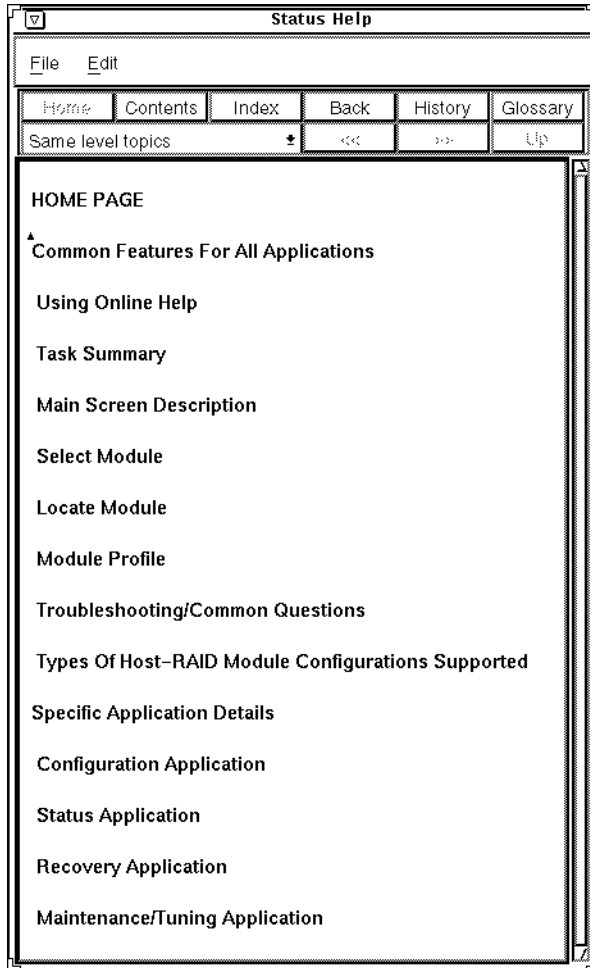 Status Help
File Edit
Home Contents Index Back History Glossary
Same level topics << >> Up
HOME PAGE
Common Features For All Applications
Using Online Help
Task Summary
Main Screen Description
Select Module
Locate Module
Module Profile
Troubleshooting/Common Questions
Types Of Host-RAID Module Configurations Supported
Specific Application Details
Configuration Application
Status Application
Recovery Application
Maintenance/Tuning Application